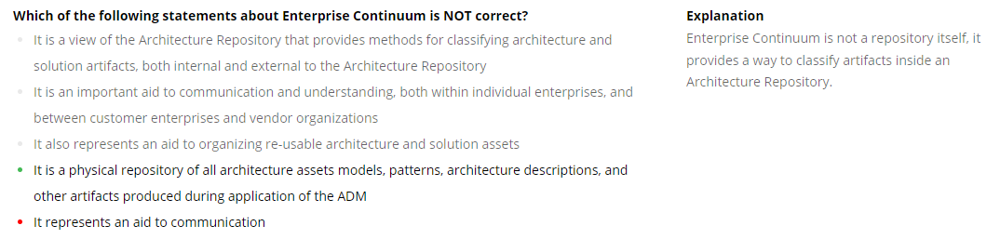 Which of the following statements about Enterprise Continuum is NOT correct?
It is a view of the Architecture Repository that provides methods for classifying architecture and
solution artifacts, both internal and external to the Architecture Repository
It is an important aid to communication and understanding, both within individual enterprises, and
between customer enterprises and vendor organizations
It also represents an aid to organizing re-usable architecture and solution assets
It is a physical repository of all architecture assets models, patterns, architecture descriptions, and
other artifacts produced during application of the ADM
It represents an aid to communication
Explanation
Enterprise Continuum is not a repository itself, it
provides a way to classify artifacts inside an
Architecture Repository.